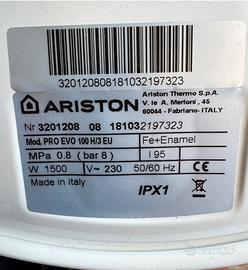 320120808181032197323
ARISTON
Ariston Thermo S.p.A.
V. le A. Merloni, 45
60044 - Fabriano- ITALY
Nr 3201208 08 181032197323
Mod. PRO EVO 100 H/3 EU
Fe+Enamel
MPa 0.8 ( bar 8)
l 95
W 1500
V~ 230
50/60 Hz
Made in Italy
IPX1
subito